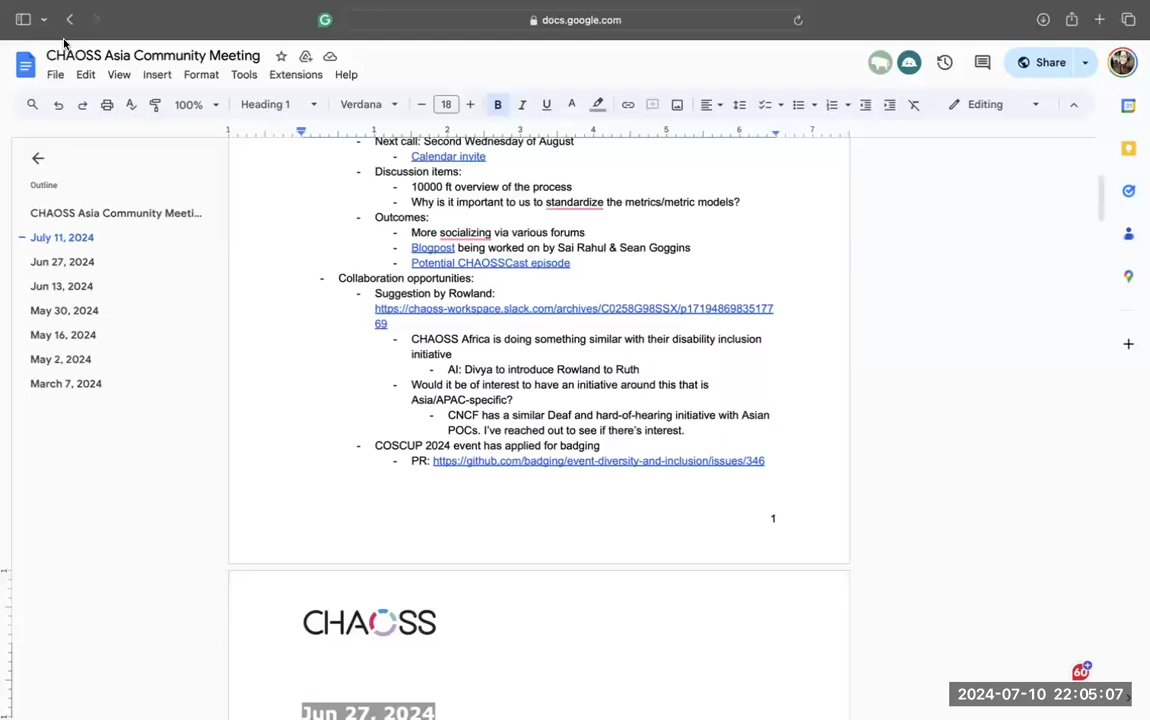 docs.google.com
CHAOSS Asia Community Meeting
File Edit View Insert Format Tools Extensions Help
Share
100% Heading 1 Verdana 18 B I U A Editing
1 1 2 3 4 5 6 7
Outline
CHAOSS Asia Community Meeti...
July 11, 2024
Jun 27, 2024
Jun 13, 2024
May 30, 2024
May 16, 2024
May 2, 2024
March 7, 2024
- Next call: Second Wednesday of August
- Calendar invite
- Discussion items:
- 10000 ft overview of the process
- Why is it important to us to standardize the metrics/metric models?
- Outcomes:
- More socializing via various forums
- Blogpost being worked on by Sai Rahul & Sean Goggins
- Potential CHAOSSCast episode
- Collaboration opportunities:
- Suggestion by Rowland:
https://chaoss-workspace.slack.com/archives/C0258G98SSX/p17194869835177
69
- CHAOSS Africa is doing something similar with their disability inclusion
initiative
- AI: Divya to introduce Rowland to Ruth
- Would it be of interest to have an initiative around this that is
Asia/APAC-specific?
- CNCF has a similar Deaf and hard-of-hearing initiative with Asian
POCs. I've reached out to see if there's interest.
- COSCUP 2024 event has applied for badging
- PR: https://github.com/badging/event-diversity-and-inclusion/issues/346
1
CHAOSS
Jun 27, 2024
60
2024-07-10 22:05:07